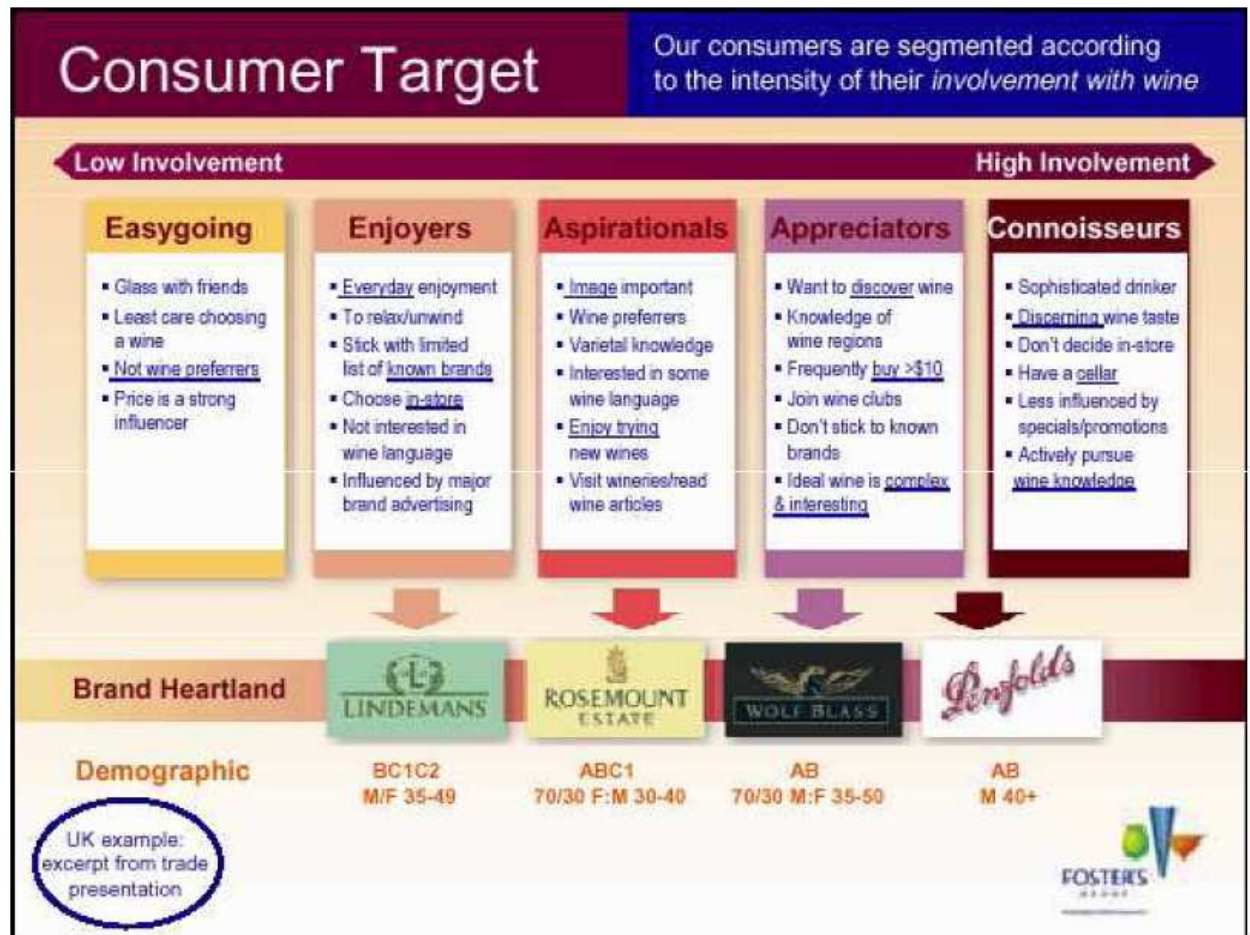 Consumer Target
Our consumers are segmented according
to the intensity of their involvement with wine
Low Involvement
High Involvement
Easygoing
▪ Glass with friends
▪ Least care choosing
a wine
▪ Not wine preferrers
▪ Price is a strong
influencer
Enjoyers
▪ Everyday enjoyment
▪ To relax/unwind
▪ Stick with limited
list of known brands
▪ Choose in-store
▪ Not interested in
wine language
▪ Influenced by major
brand advertising
Aspirationals
▪ Image important
▪ Wine preferrers
▪ Varietal knowledge
▪ Interested in some
wine language
▪ Enjoy trying
new wines
▪ Visit wineries/read
wine articles
Appreciators
▪ Want to discover wine
▪ Knowledge of
wine regions
▪ Frequently buy >$10
▪ Join wine clubs
▪ Don't stick to known
brands
▪ Ideal wine is complex
& interesting
Connoisseurs
▪ Sophisticated drinker
▪ Discerning wine taste
▪ Don't decide in-store
▪ Have a cellar
▪ Less influenced by
specials/promotions
▪ Actively pursue
wine knowledge
Brand Heartland
L
LINDEMANS
ROSEMOUNT
ESTATE
WOLF BLASS
Penfolds
Demographic
BC1C2
M/F 35-49
ABC1
70/30 F:M 30-40
AB
70/30 M:F 35-50
AB
M 40+
UK example:
excerpt from trade
presentation
FOSTER'S
GROUP